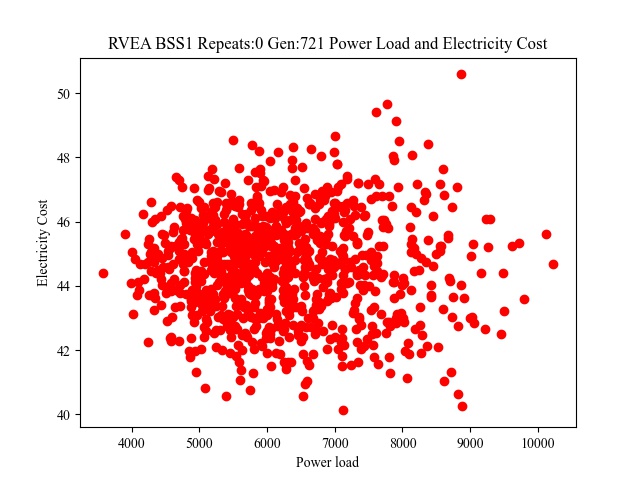 RVEA BSS1 Repeats:0 Gen:721 Power Load and Electricity Cost
50
48
46
44
42
40
Electricity Cost
4000 5000 6000 7000 8000 9000 10000
Power load